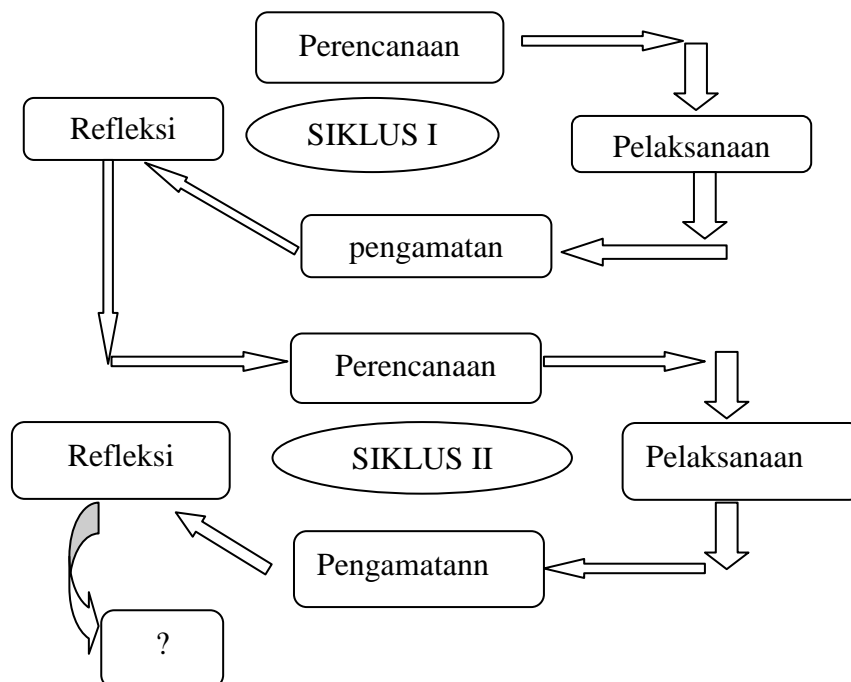 Perencanaan
Refleksi
SIKLUS I
Pelaksanaan
pengamatan
Perencanaan
Refleksi
SIKLUS II
Pelaksanaan
Pengamatann
?